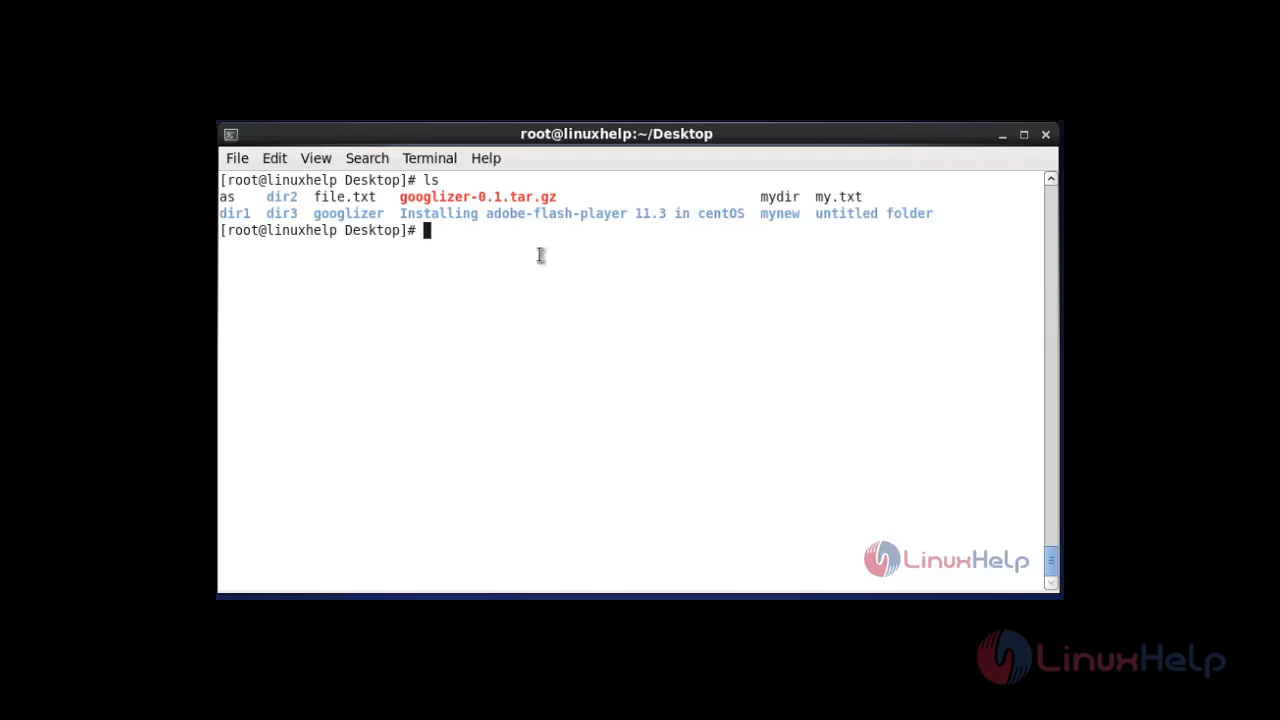 root@linuxhelp:~/Desktop
File Edit View Search Terminal Help
[root@linuxhelp Desktop]# ls
as dir2 file.txt googlizer-0.1.tar.gz mydir my.txt
dir1 dir3 googlizer Installing adobe-flash-player 11.3 in centOS mynew untitled folder
[root@linuxhelp Desktop]#
LinuxHelp
LinuxHelp